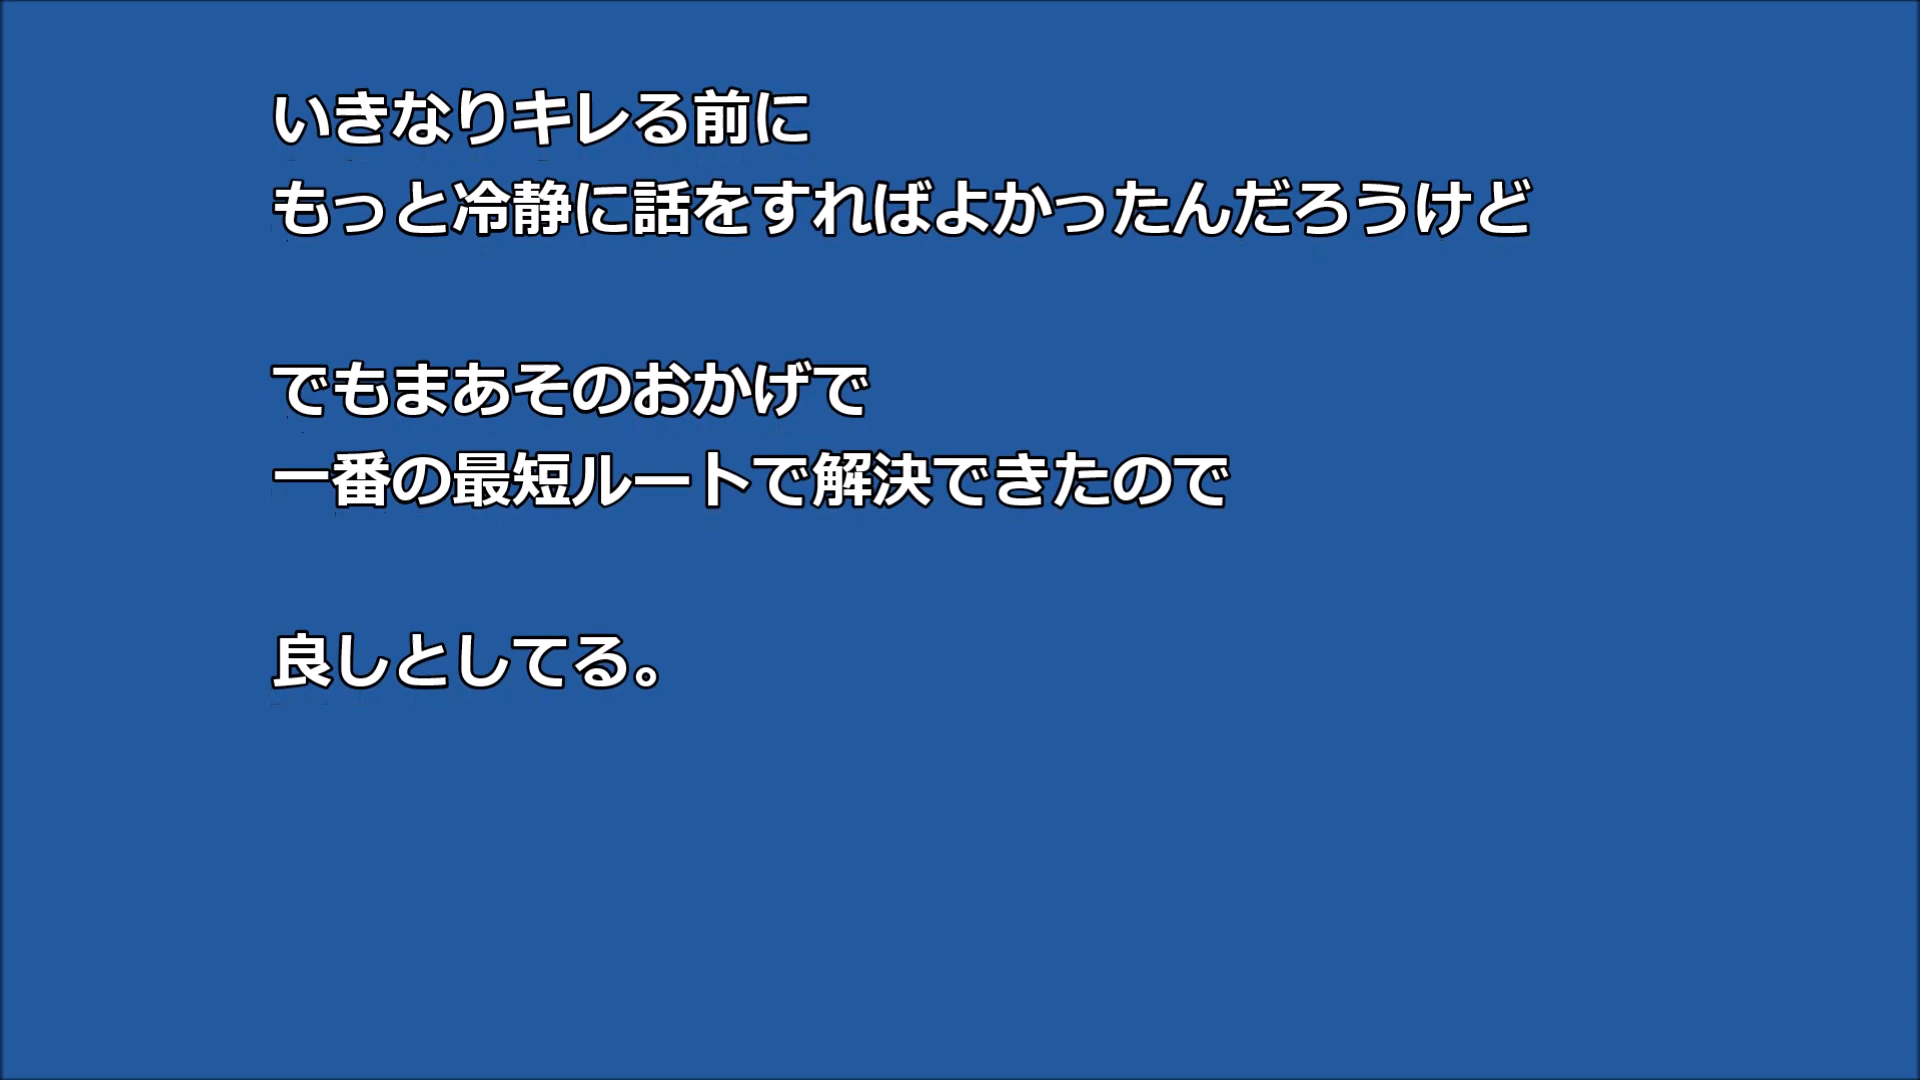 いきなりキレる前に
もっと冷静に話をすればよかったんだろうけど
でもまあそのおかげで
一番の最短ルートで解決できたので
良しとしてる。